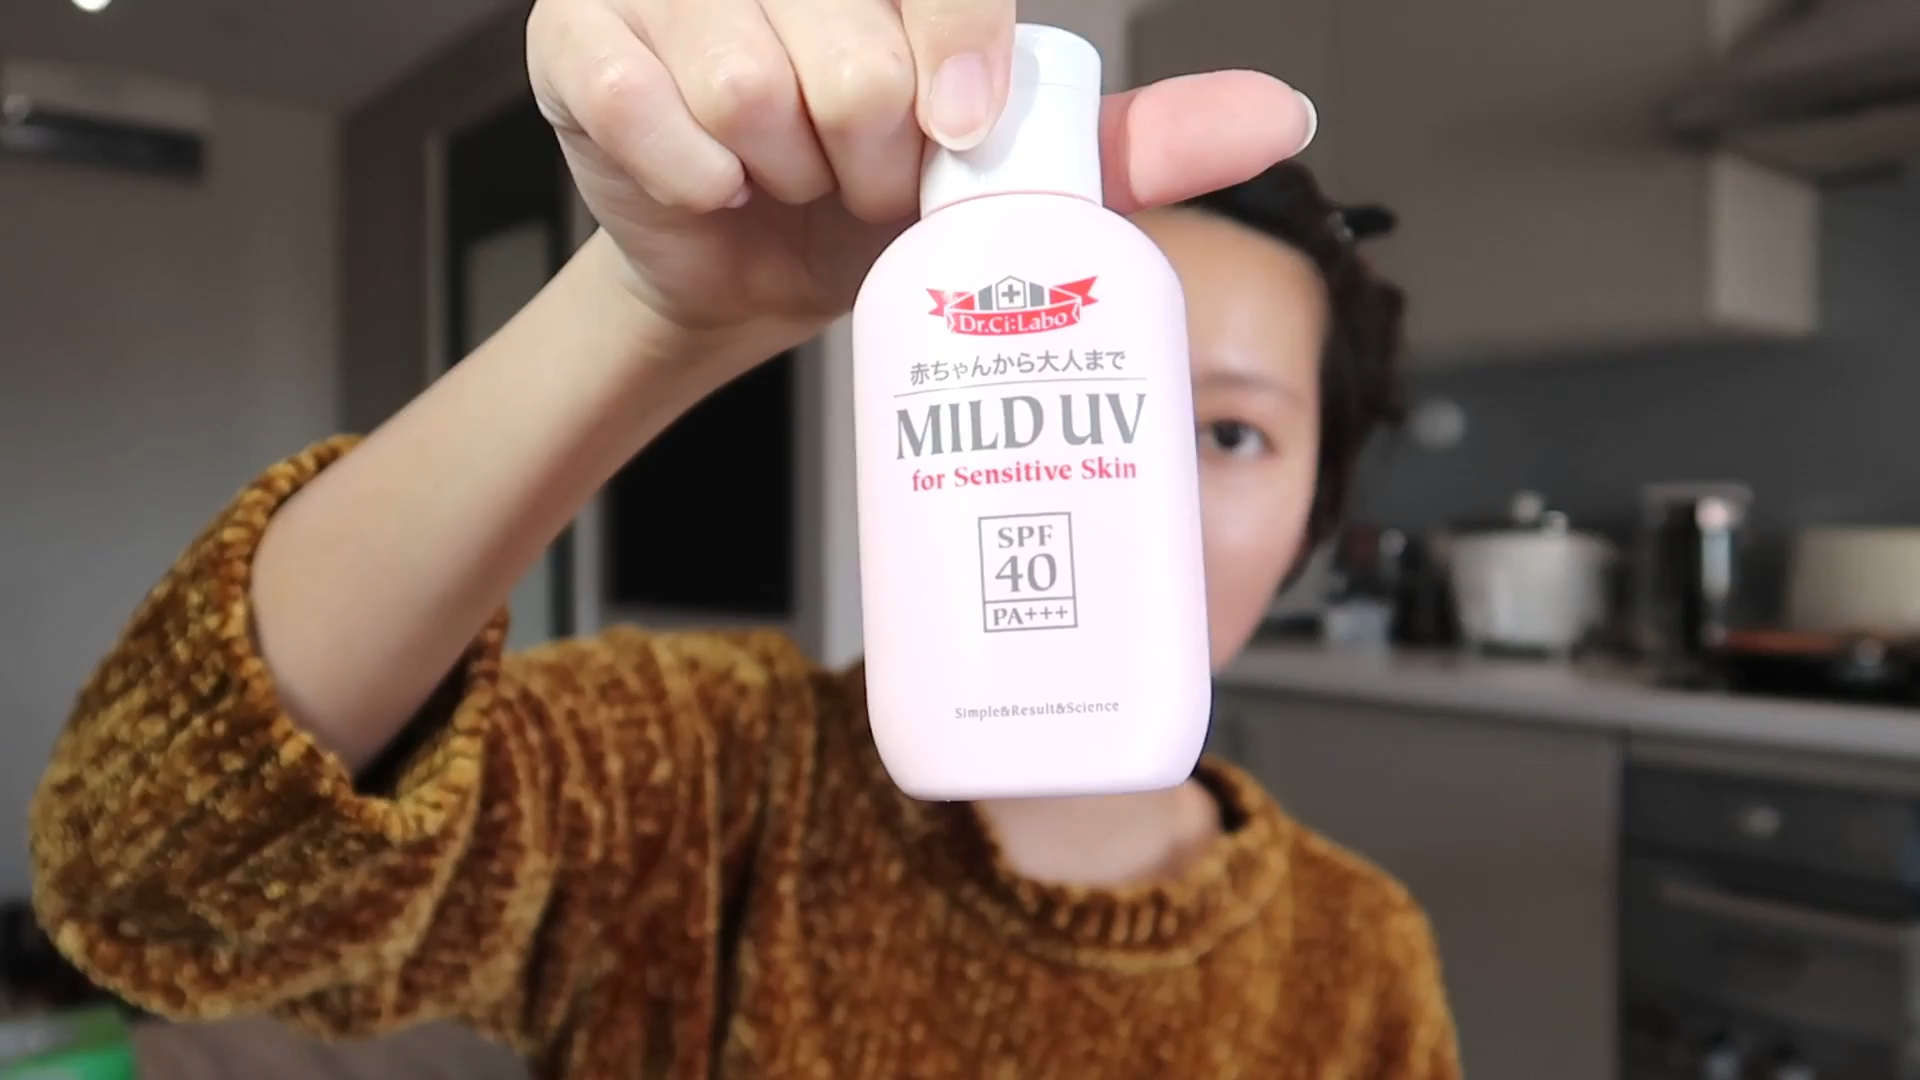 Dr.Ci:Labo
赤ちゃんから大人まで
MILD UV
for Sensitive Skin
SPF
40
PA+++
Simple&Result&Science